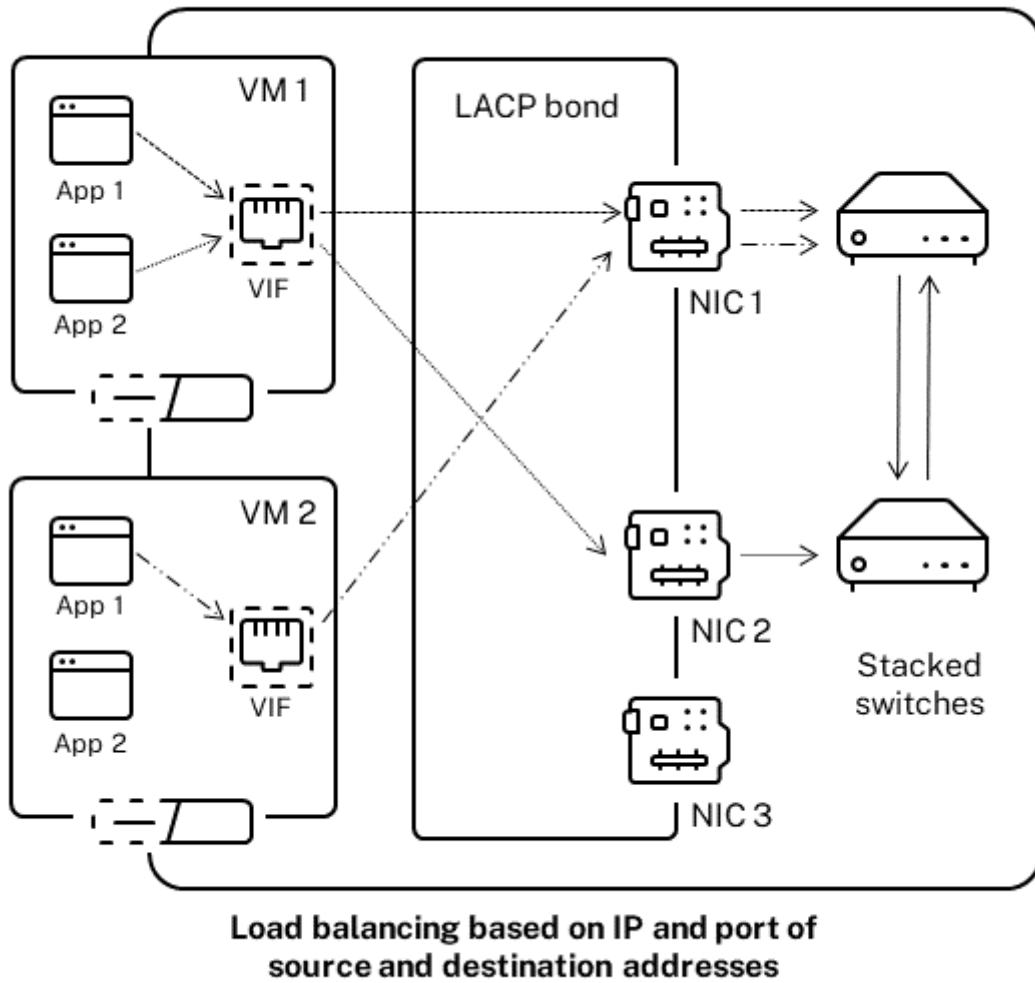 VM 1
App 1
App 2
VIF
VM 2
App 1
App 2
VIF
LACP bond
NIC 1
NIC 2
NIC 3
Stacked
switches
Load balancing based on IP and port of
source and destination addresses